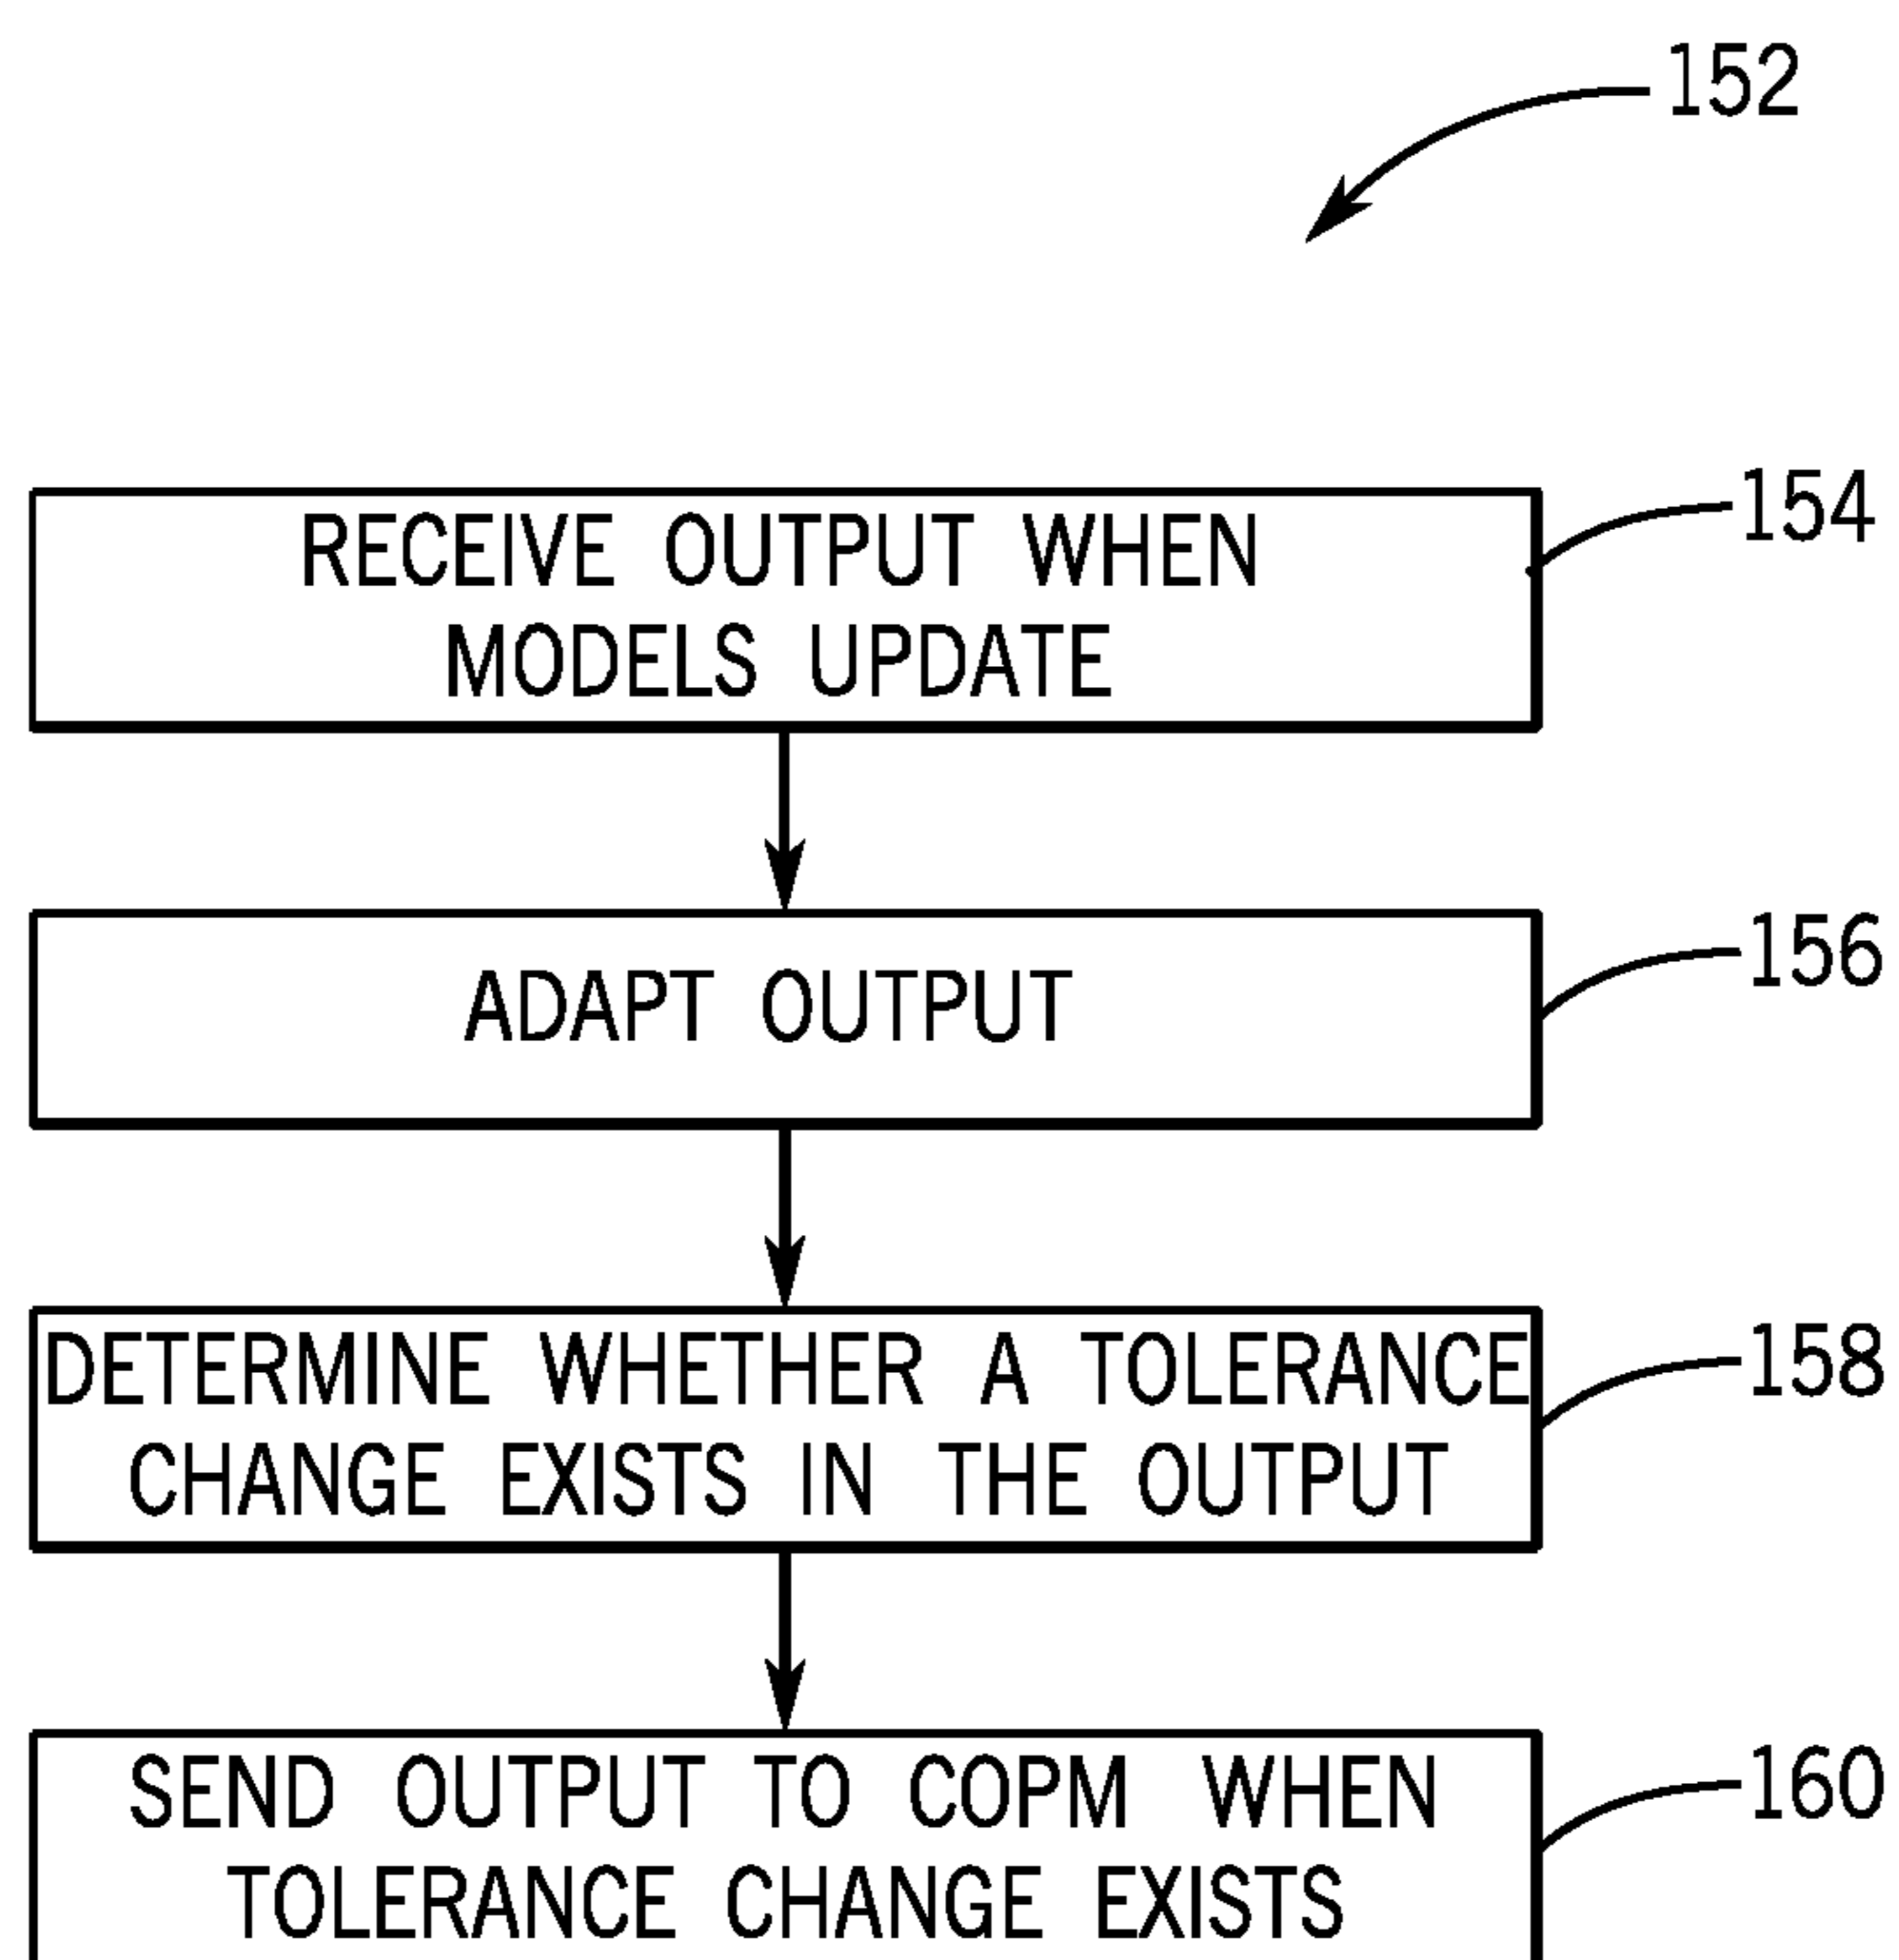 152
154
RECEIVE OUTPUT WHEN
MODELS UPDATE
156
ADAPT OUTPUT
158
DETERMINE WHETHER A TOLERANCE
CHANGE EXISTS IN THE OUTPUT
160
SEND OUTPUT TO COPM WHEN
TOLERANCE CHANGE EXISTS